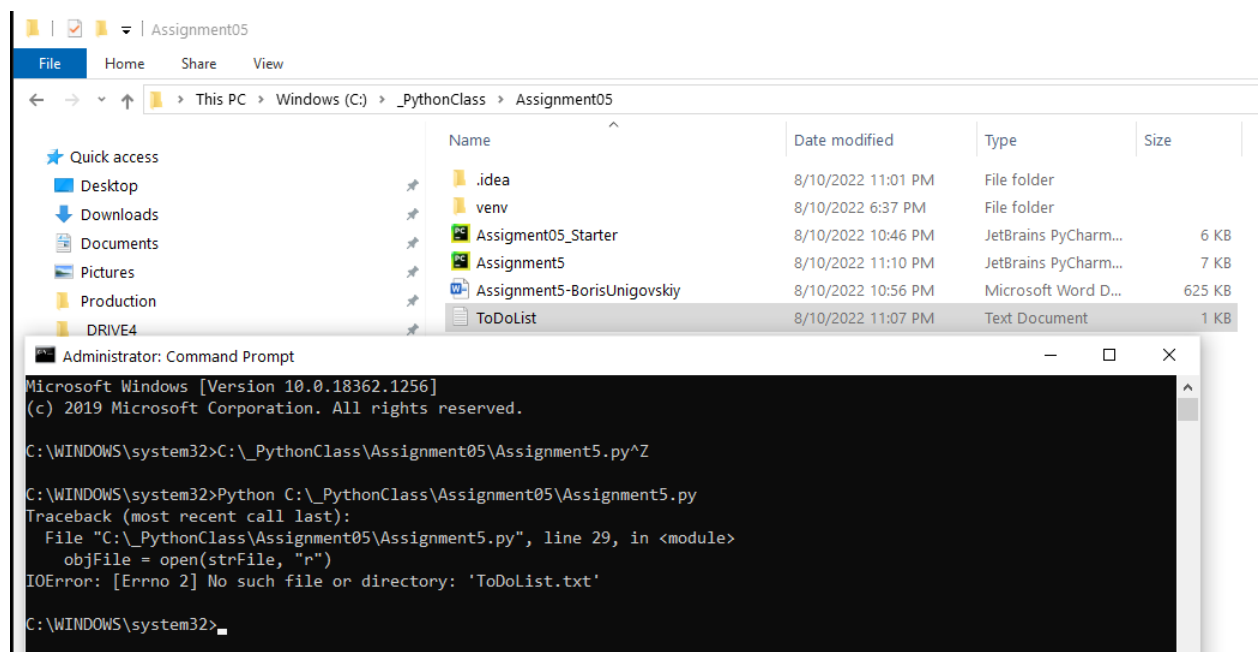 Assignment05
File Home Share View
This PC > Windows (C:) > _PythonClass > Assignment05
Name Date modified Type Size
Quick access
Desktop
Downloads
Documents
Pictures
Production
DRIVE4
.idea 8/10/2022 11:01 PM File folder
venv 8/10/2022 6:37 PM File folder
Assigment05_Starter 8/10/2022 10:46 PM JetBrains PyCharm... 6 KB
Assignment5 8/10/2022 11:10 PM JetBrains PyCharm... 7 KB
Assignment5-BorisUnigovskiy 8/10/2022 10:56 PM Microsoft Word D... 625 KB
ToDoList 8/10/2022 11:07 PM Text Document 1 KB
Administrator: Command Prompt
Microsoft Windows [Version 10.0.18362.1256]
(c) 2019 Microsoft Corporation. All rights reserved.
C:\WINDOWS\system32>C:\_PythonClass\Assignment05\Assignment5.py^Z
C:\WINDOWS\system32>Python C:\_PythonClass\Assignment05\Assignment5.py
Traceback (most recent call last):
File "C:\_PythonClass\Assignment05\Assignment5.py", line 29, in <module>
objFile = open(strFile, "r")
IOError: [Errno 2] No such file or directory: 'ToDoList.txt'
C:\WINDOWS\system32>